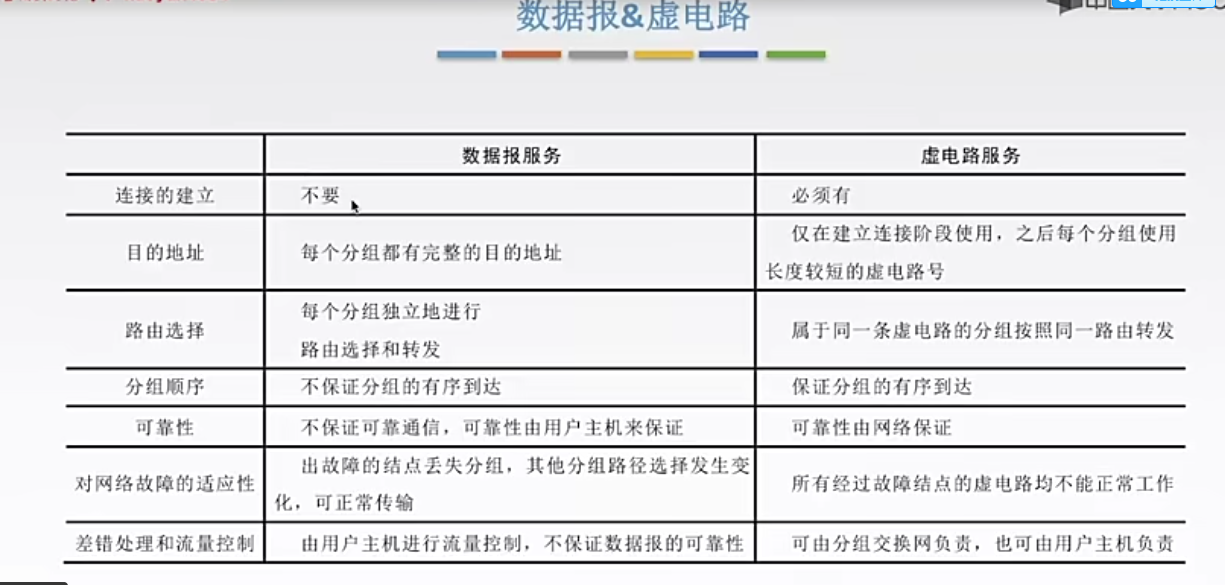 数据报&虚电路
数据报服务
虚电路服务
连接的建立
不要
必须有
目的地址
每个分组都有完整的目的地址
仅在建立连接阶段使用，之后每个分组使用
长度较短的虚电路号
路由选择
每个分组独立地进行
路由选择和转发
属于同一条虚电路的分组按照同一路由转发
分组顺序
不保证分组的有序到达
保证分组的有序到达
可靠性
不保证可靠通信，可靠性由用户主机来保证
可靠性由网络保证
对网络故障的适应性
出故障的结点丢失分组，其他分组路径选择发生变
化，可正常传输
所有经过故障结点的虚电路均不能正常工作
差错处理和流量控制
由用户主机进行流量控制，不保证数据报的可靠性
可由分组交换网负责，也可由用户主机负责